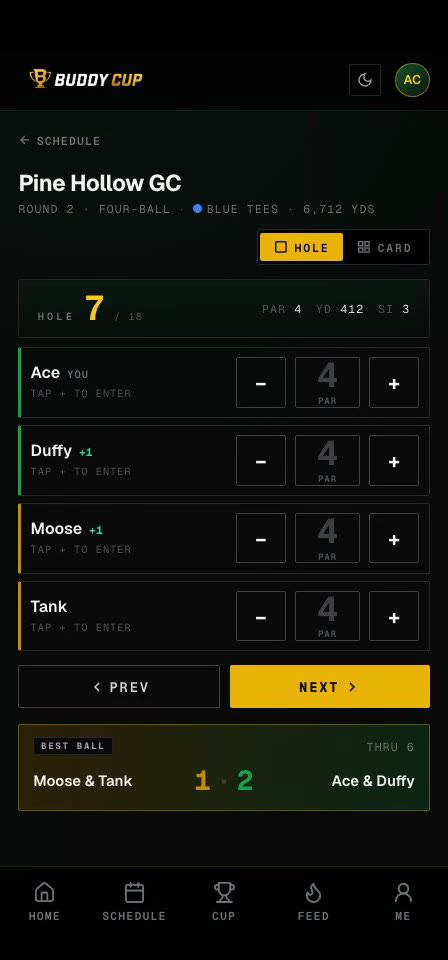 BUDDY CUP
AC
← SCHEDULE
Pine Hollow GC
ROUND 2 · FOUR-BALL · BLUE TEES · 6,712 YDS
HOLE CARD
HOLE 7 / 18 PAR 4 YD 412 SI 3
Ace YOU
TAP + TO ENTER
− 4 +
PAR
Duffy +1
TAP + TO ENTER
− 4 +
PAR
Moose +1
TAP + TO ENTER
− 4 +
PAR
Tank
TAP + TO ENTER
− 4 +
PAR
< PREV
NEXT >
BEST BALL THRU 6
Moose & Tank 1 · 2 Ace & Duffy
HOME SCHEDULE CUP FEED ME